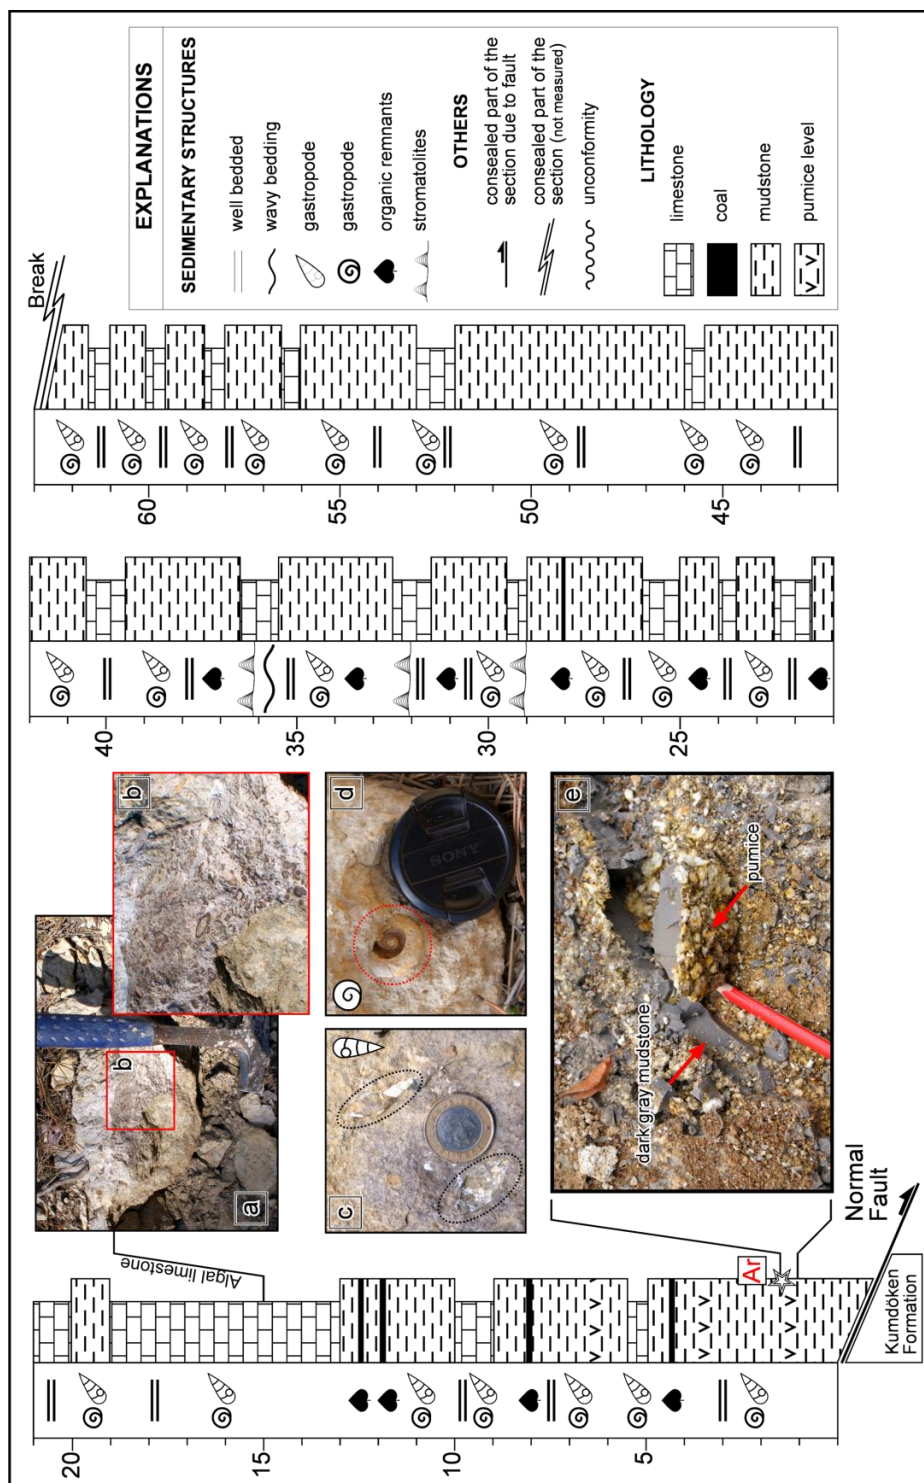 20
15
10
5
Algal limestone
Ar
Normal
Fault
Kumdöken
Formation
a
b
b
c
d
SONY
e
dark gray mudstone
pumice
40
35
30
25
60
55
50
45
Break
EXPLANATIONS
SEDIMENTARY STRUCTURES
well bedded
wavy bedding
gastropode
gastropode
organic remnants
stromatolites
OTHERS
consealed part of the
section due to fault
consealed part of the
section (not measured)
unconformity
LITHOLOGY
limestone
coal
mudstone
pumice level